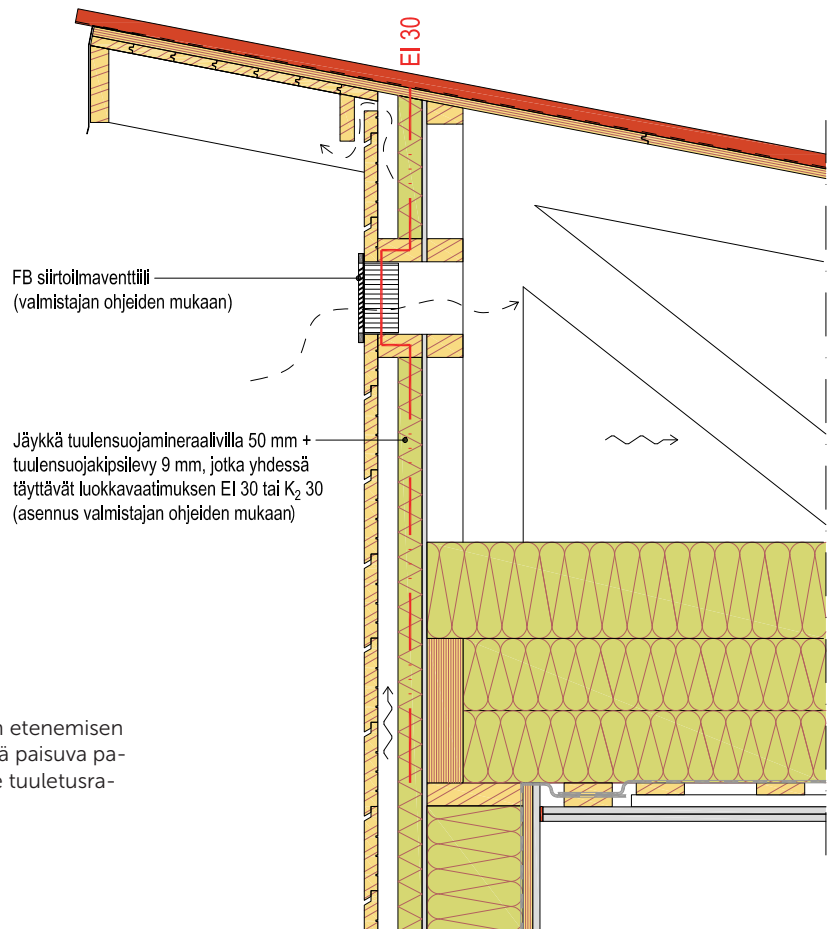 EI 30
FB siirtoilmaventtiili
(valmistajan ohjeiden mukaan)
Jäykkä tuulensuojamineraalivilla 50 mm +
tuulensuojakipsilevy 9 mm, jotka yhdessä
täyttävät luokkavaatimuksen EI 30 tai K₂ 30
(asennus valmistajan ohjeiden mukaan)
n etenemisen
ä paisuva pa-
e tuuletusra-